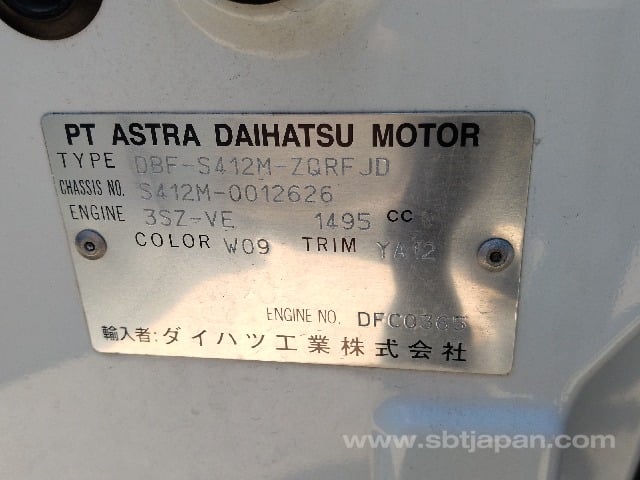 PT ASTRA DAIHATSU MOTOR
TYPE DBF-S412M-ZQRFJD
CHASSIS NO. S412M-0012626
ENGINE 3SZ-VE 1495 CC
COLOR W09 TRIM YA12
ENGINE NO. DFC0365
輸入者: ダイハツ工業株式会社
www.sbtjapan.com